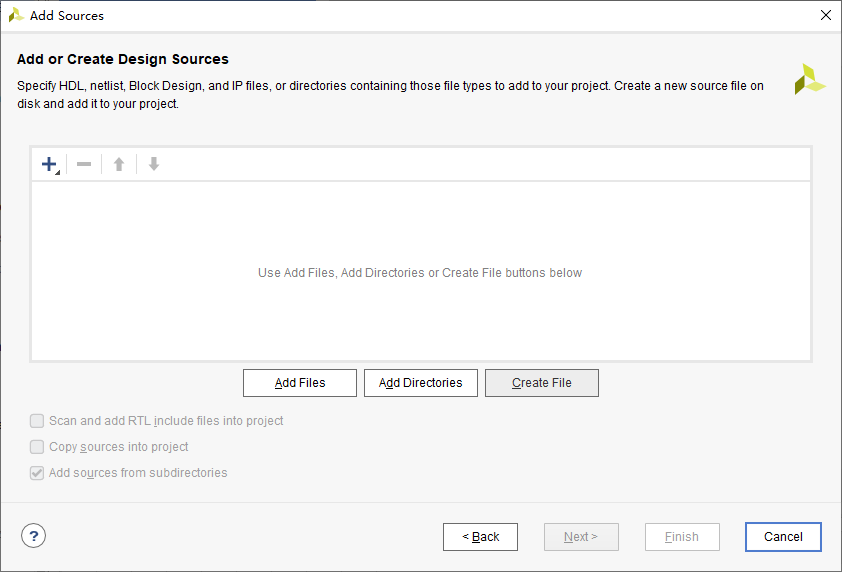 Add Sources
Add or Create Design Sources
Specify HDL, netlist, Block Design, and IP files, or directories containing those file types to add to your project. Create a new source file on
disk and add it to your project.
Use Add Files, Add Directories or Create File buttons below
Add Files
Add Directories
Create File
Scan and add RTL include files into project
Copy sources into project
Add sources from subdirectories
?
< Back
Next >
Finish
Cancel